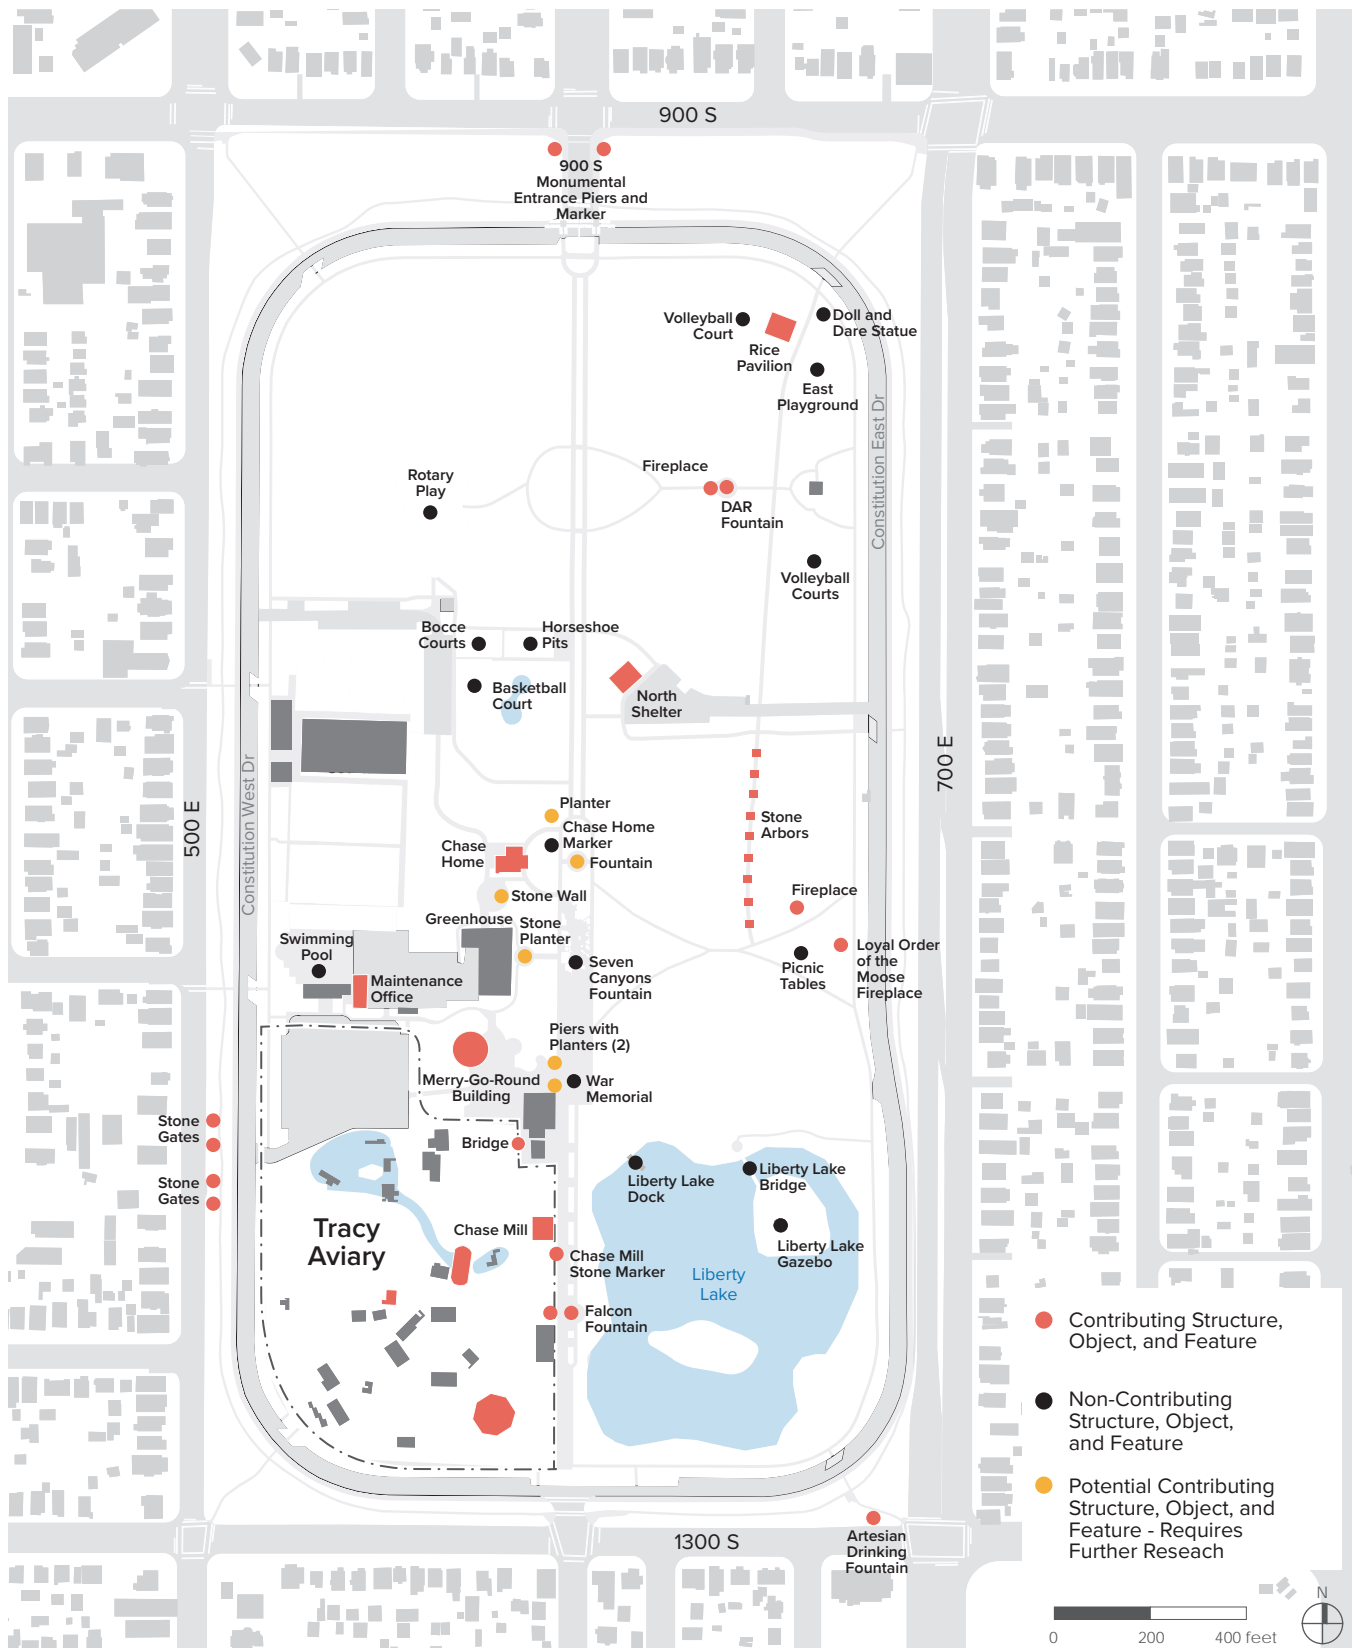 900 S
900 S
Monumental
Entrance Piers and
Marker
Volleyball
Court
Rice
Pavilion
Doll and
Dare Statue
East
Playground
Constitution East Dr
Rotary
Play
Fireplace
DAR
Fountain
Volleyball
Courts
Bocce
Courts
Horseshoe
Pits
Basketball
Court
North
Shelter
700 E
500 E
Constitution West Dr
Planter
Chase Home
Marker
Chase
Home
Fountain
Stone
Arbors
Stone Wall
Fireplace
Greenhouse
Stone
Planter
Swimming
Pool
Maintenance
Office
Seven
Canyons
Fountain
Picnic
Tables
Loyal Order
of the
Moose
Fireplace
Piers with
Planters (2)
Merry-Go-Round
Building
War
Memorial
Stone
Gates
Bridge
Stone
Gates
Liberty Lake
Dock
Liberty Lake
Bridge
Tracy
Aviary
Chase Mill
Chase Mill
Stone Marker
Liberty Lake
Gazebo
Liberty
Lake
Falcon
Fountain
1300 S
Artesian
Drinking
Fountain
Contributing Structure,
Object, and Feature
Non-Contributing
Structure, Object,
and Feature
Potential Contributing
Structure, Object, and
Feature - Requires
Further Reseach
N
0 200 400 feet